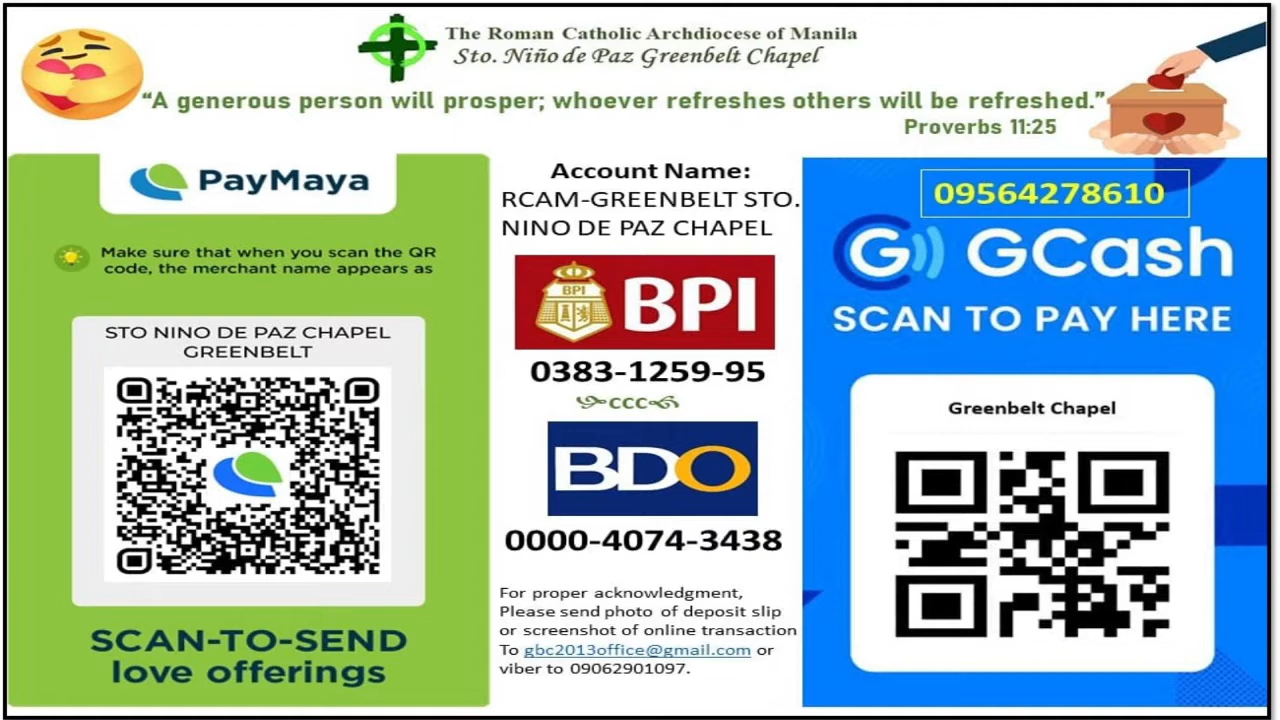 The Roman Catholic Archdiocese of Manila
Sto. Niño de Paz Greenbelt Chapel
“A generous person will prosper; whoever refreshes others will be refreshed.”
Proverbs 11:25
PayMaya
Make sure that when you scan the QR
code, the merchant name appears as
STO NINO DE PAZ CHAPEL
GREENBELT
SCAN-TO-SEND
love offerings
Account Name:
RCAM-GREENBELT STO.
NINO DE PAZ CHAPEL
BPI
BPI
0383-1259-95
CCC
BDO
0000-4074-3438
For proper acknowledgment,
Please send photo of deposit slip
or screenshot of online transaction
To gbc2013office@gmail.com or
viber to 09062901097.
09564278610
G GCash
SCAN TO PAY HERE
Greenbelt Chapel